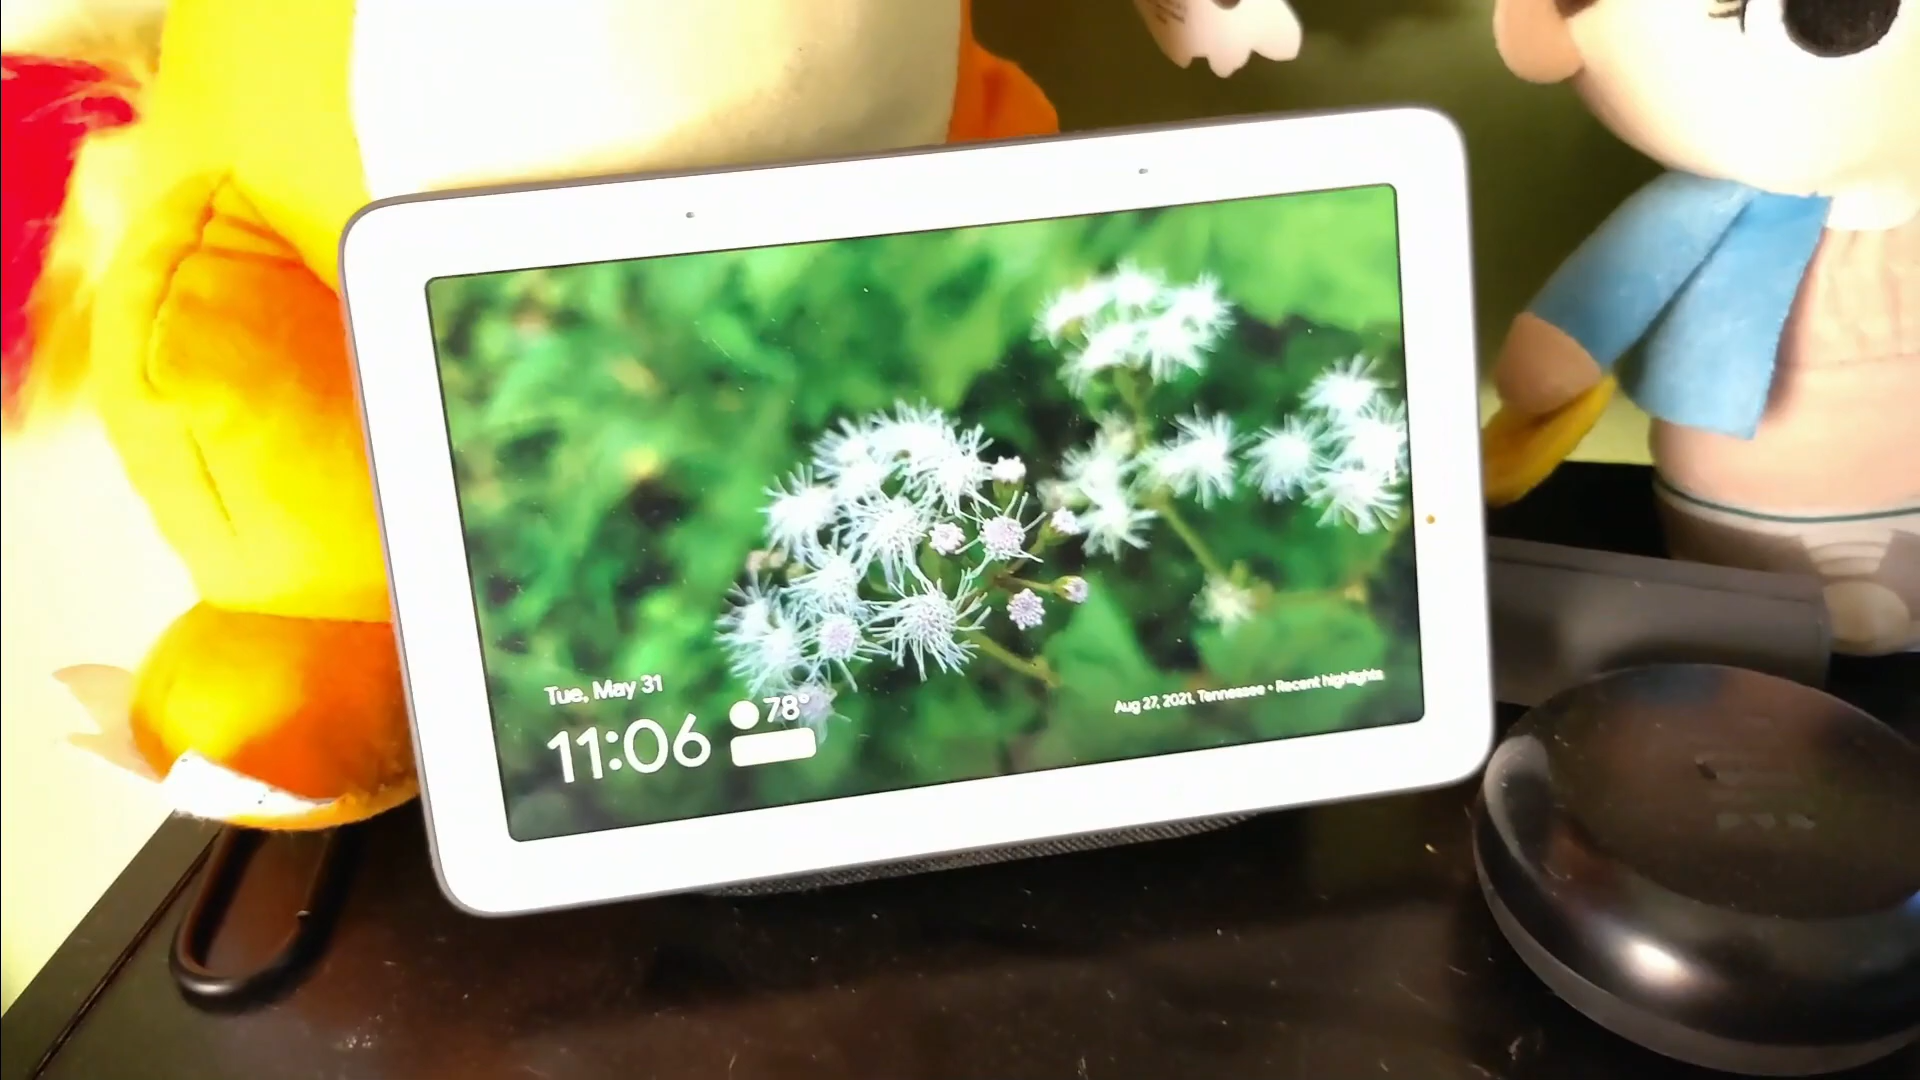 Tue, May 31
11:06
78°
Aug 27, 2021, Tennessee • Recent highlights